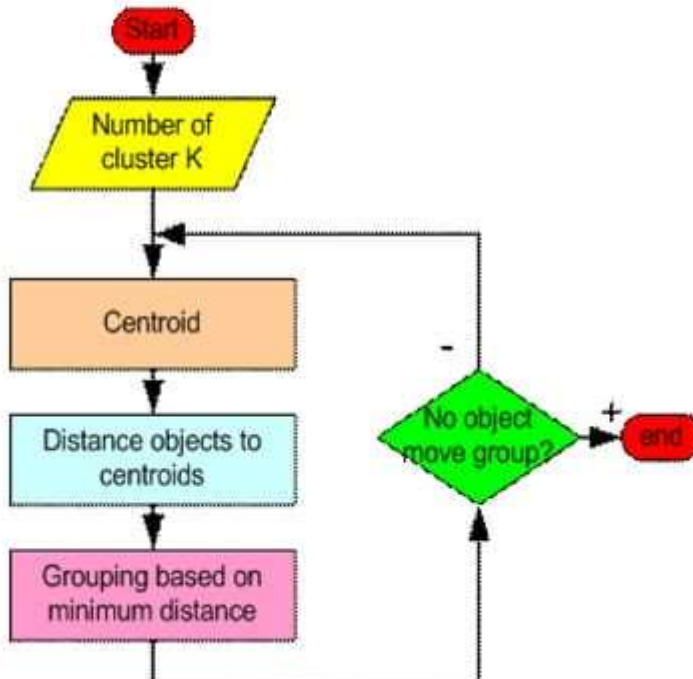 Start
Number of
cluster K
Centroid
-
No object
move group?
+
end
Distance objects to
centroids
Grouping based on
minimum distance